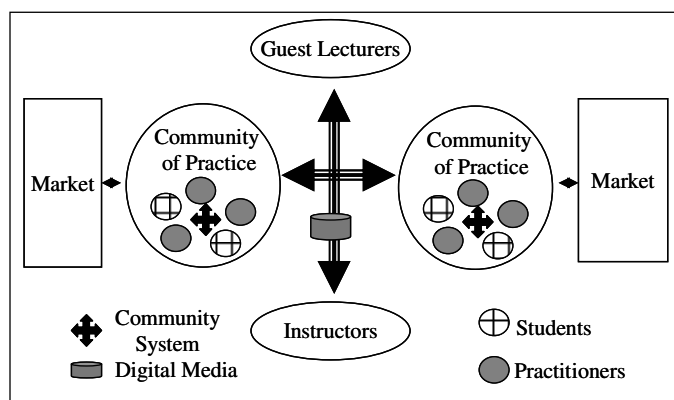 Guest Lecturers
Market
Community
of Practice
Community
of Practice
Market
Instructors
Community
System
Digital Media
Students
Practitioners